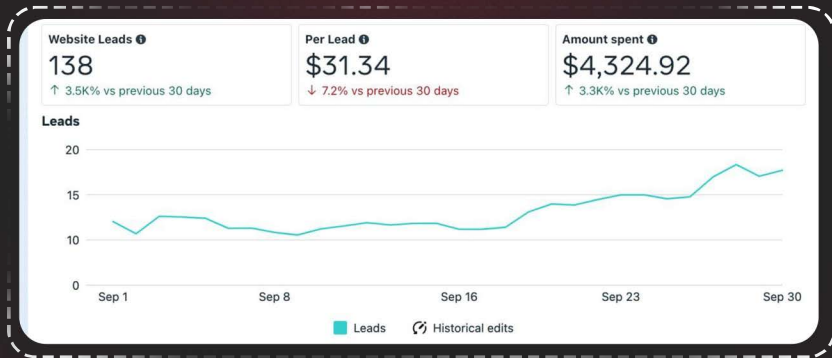 Website Leads
138
↑ 3.5K% vs previous 30 days
Per Lead
$31.34
↓ 7.2% vs previous 30 days
Amount spent
$4,324.92
↑ 3.3K% vs previous 30 days
Leads
20
15
10
0
Sep 1
Sep 8
Sep 16
Sep 23
Sep 30
Leads
Historical edits